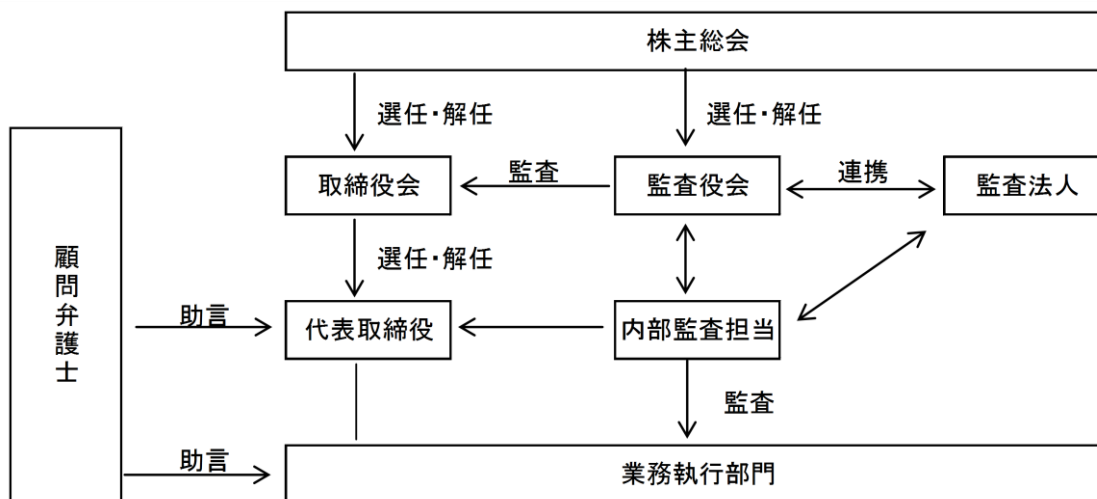 株主総会
選任・解任
選任・解任
取締役会
監査
監査役会
連携
監査法人
選任・解任
顧問弁護士
助言
代表取締役
内部監査担当
監査
助言
業務執行部門